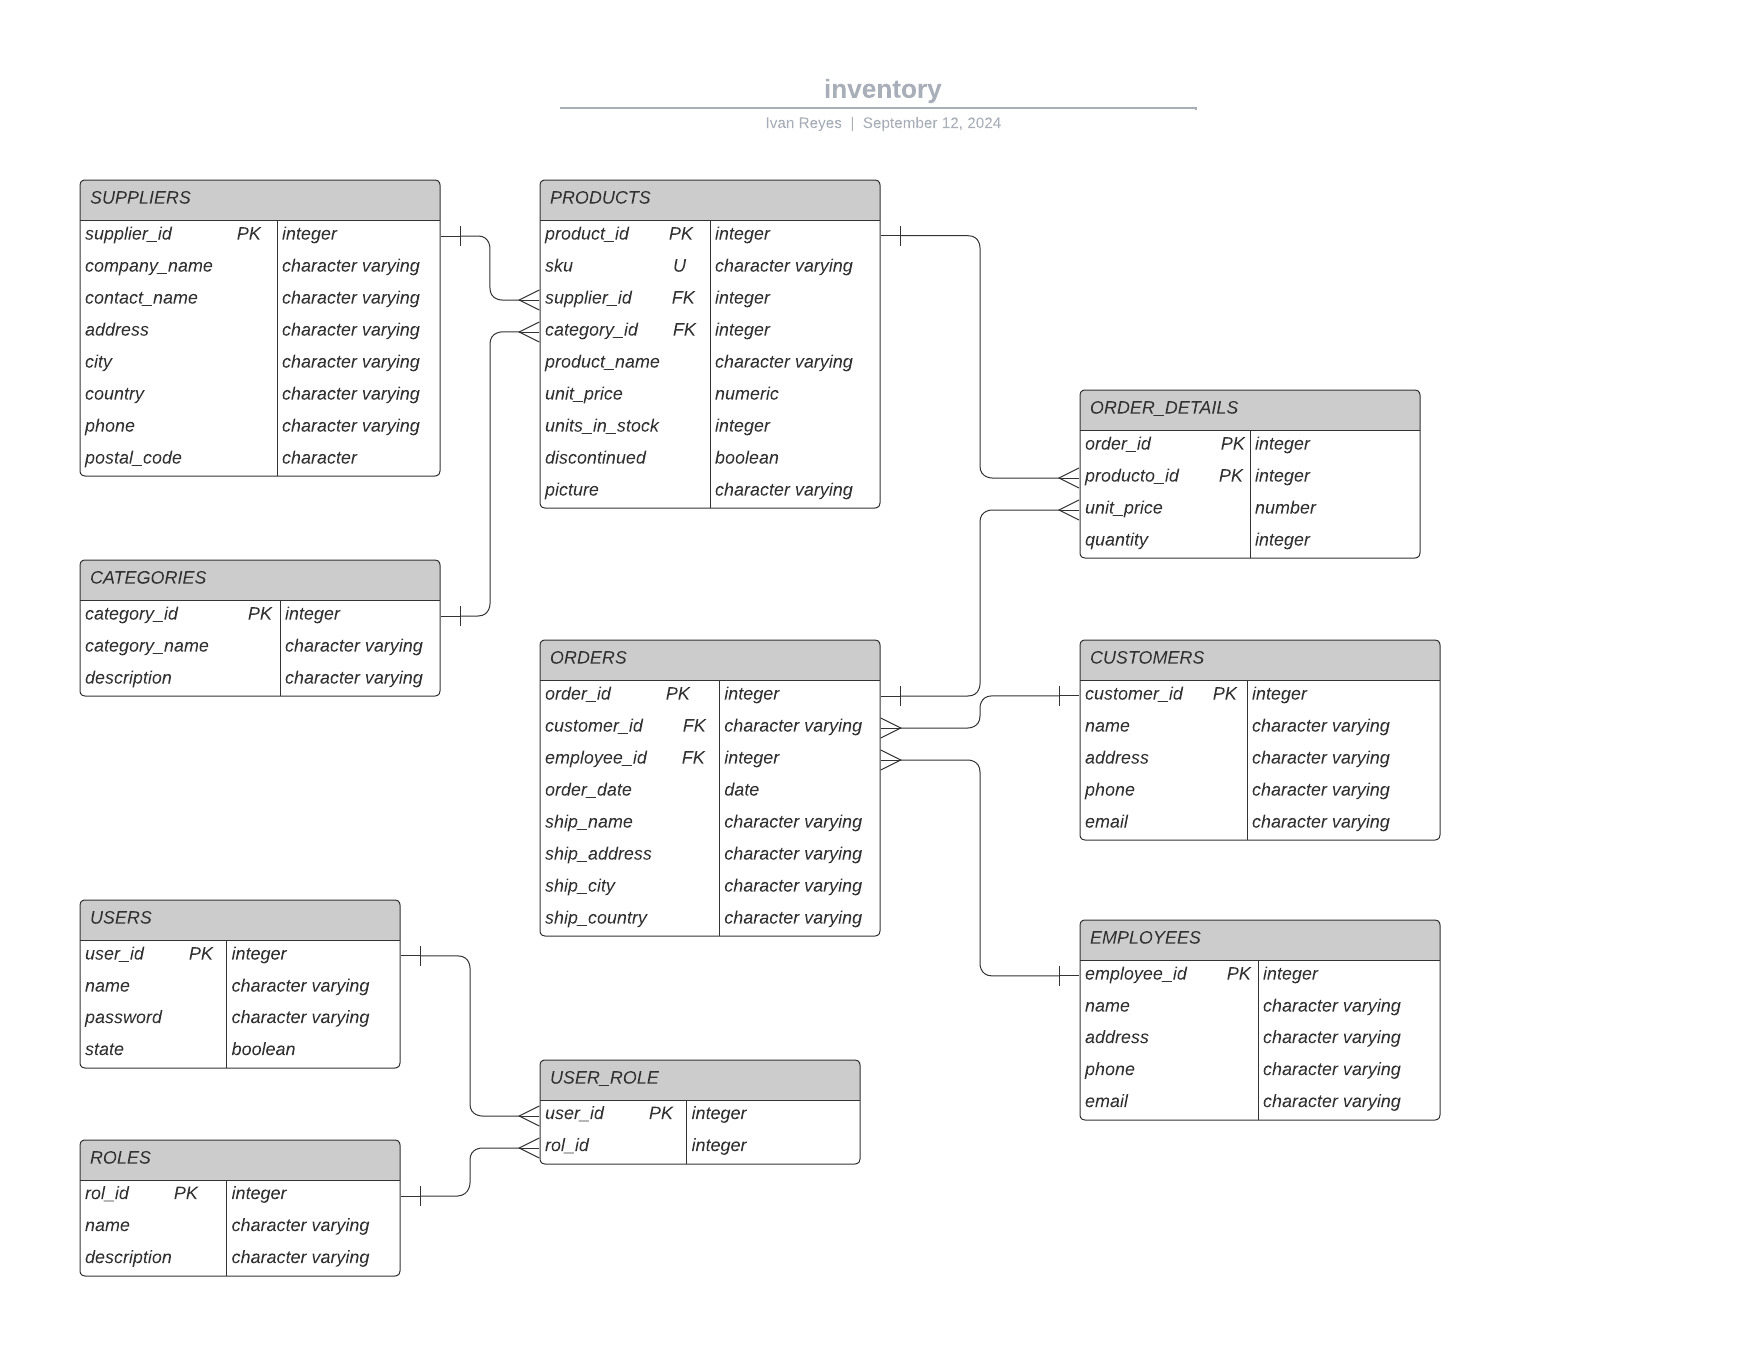 inventory
Ivan Reyes | September 12, 2024
SUPPLIERS
supplier_id PK integer
company_name character varying
contact_name character varying
address character varying
city character varying
country character varying
phone character varying
postal_code character
PRODUCTS
product_id PK integer
sku U character varying
supplier_id FK integer
category_id FK integer
product_name character varying
unit_price numeric
units_in_stock integer
discontinued boolean
picture character varying
ORDER_DETAILS
order_id PK integer
producto_id PK integer
unit_price number
quantity integer
CATEGORIES
category_id PK integer
category_name character varying
description character varying
ORDERS
order_id PK integer
customer_id FK character varying
employee_id FK integer
order_date date
ship_name character varying
ship_address character varying
ship_city character varying
ship_country character varying
CUSTOMERS
customer_id PK integer
name character varying
address character varying
phone character varying
email character varying
USERS
user_id PK integer
name character varying
password character varying
state boolean
EMPLOYEES
employee_id PK integer
name character varying
address character varying
phone character varying
email character varying
USER_ROLE
user_id PK integer
rol_id integer
ROLES
rol_id PK integer
name character varying
description character varying